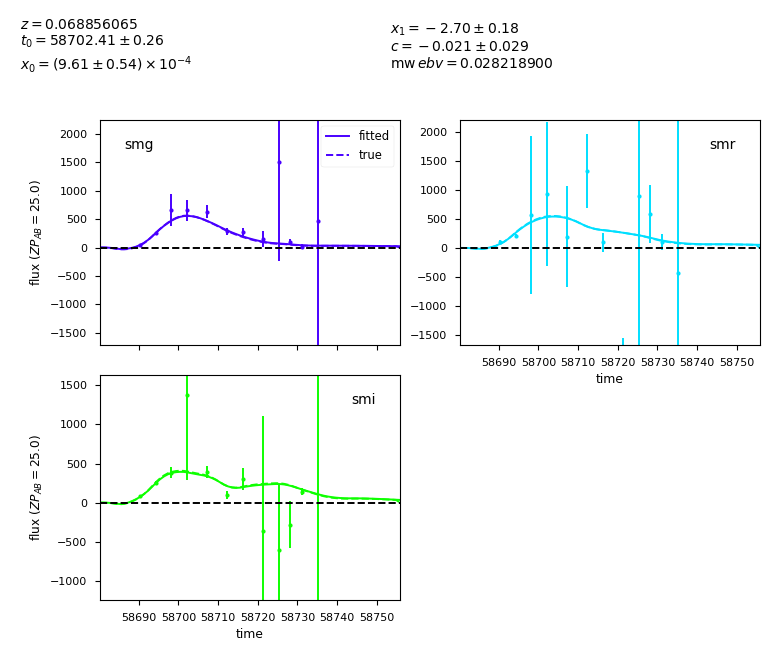 z = 0.068856065
t₀ = 58702.41 ± 0.26
x₀ = (9.61 ± 0.54) × 10⁻⁴
x₁ = −2.70 ± 0.18
c = −0.021 ± 0.029
mw ebv = 0.028218900
smg
fitted
true
flux (ZP_AB = 25.0)
2000
1500
1000
500
0
−500
−1000
−1500
smr
2000
1500
1000
500
0
−500
−1000
−1500
58690 58700 58710 58720 58730 58740 58750
time
smi
flux (ZP_AB = 25.0)
1500
1000
500
0
−500
−1000
58690 58700 58710 58720 58730 58740 58750
time